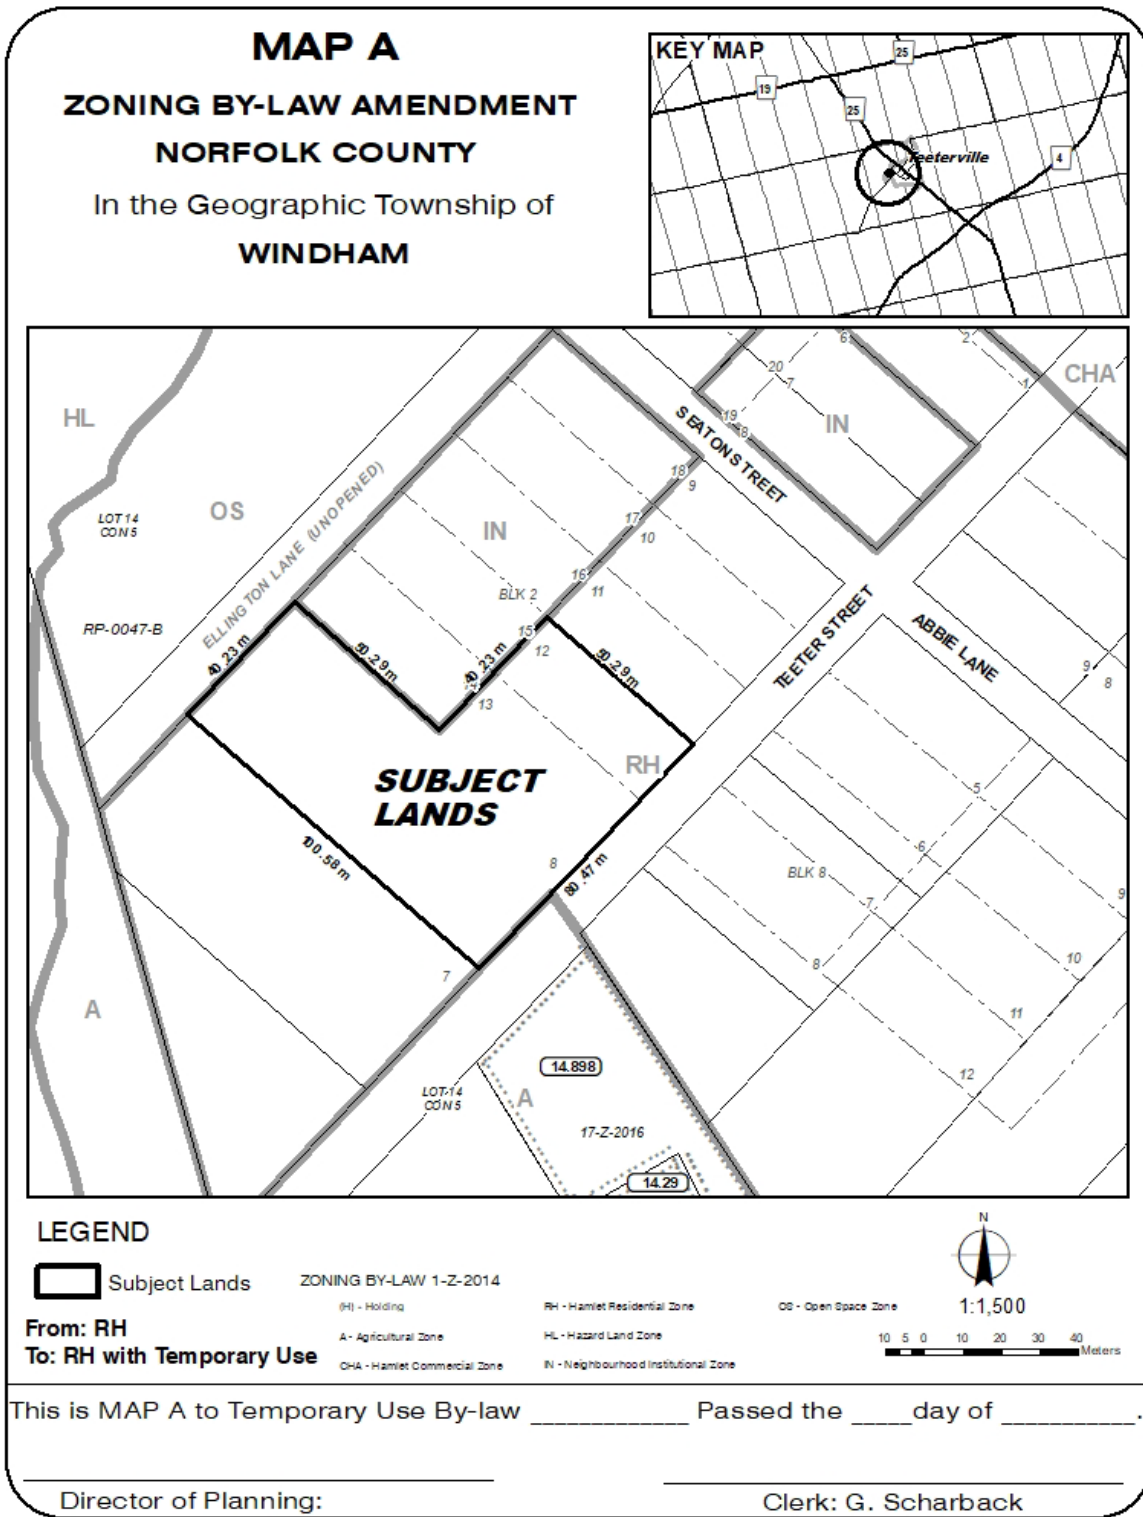 MAP A
ZONING BY-LAW AMENDMENT
NORFOLK COUNTY
In the Geographic Township of
WINDHAM
KEY MAP
25
19
25
Teeterville
4
HL
OS
LOT 14
CON 5
RP-0047-B
ELLINGTON LANE (UNOPENED)
IN
BLK 2
18
9
17
10
16
11
15
12
13
20
7
19
8
6
2
1
IN
CHA
SEATON STREET
TEETER STREET
ABBIE LANE
9
8
40.23 m
50.29 m
40.23 m
50.29 m
RH
SUBJECT
LANDS
100.58 m
80.47 m
8
7
5
6
BLK 8
7
8
9
10
11
12
A
LOT 14
CON 5
14.898
A
17-Z-2016
14.29
LEGEND
Subject Lands
From: RH
To: RH with Temporary Use
ZONING BY-LAW 1-Z-2014
(H) - Holding
A - Agricultural Zone
CHA - Hamlet Commercial Zone
RH - Hamlet Residential Zone
HL - Hazard Land Zone
IN - Neighbourhood Institutional Zone
OS - Open Space Zone
N
1:1,500
10 5 0 10 20 30 40
Meters
This is MAP A to Temporary Use By-law _____________ Passed the _____day of ___________.
Director of Planning:
Clerk: G. Scharback